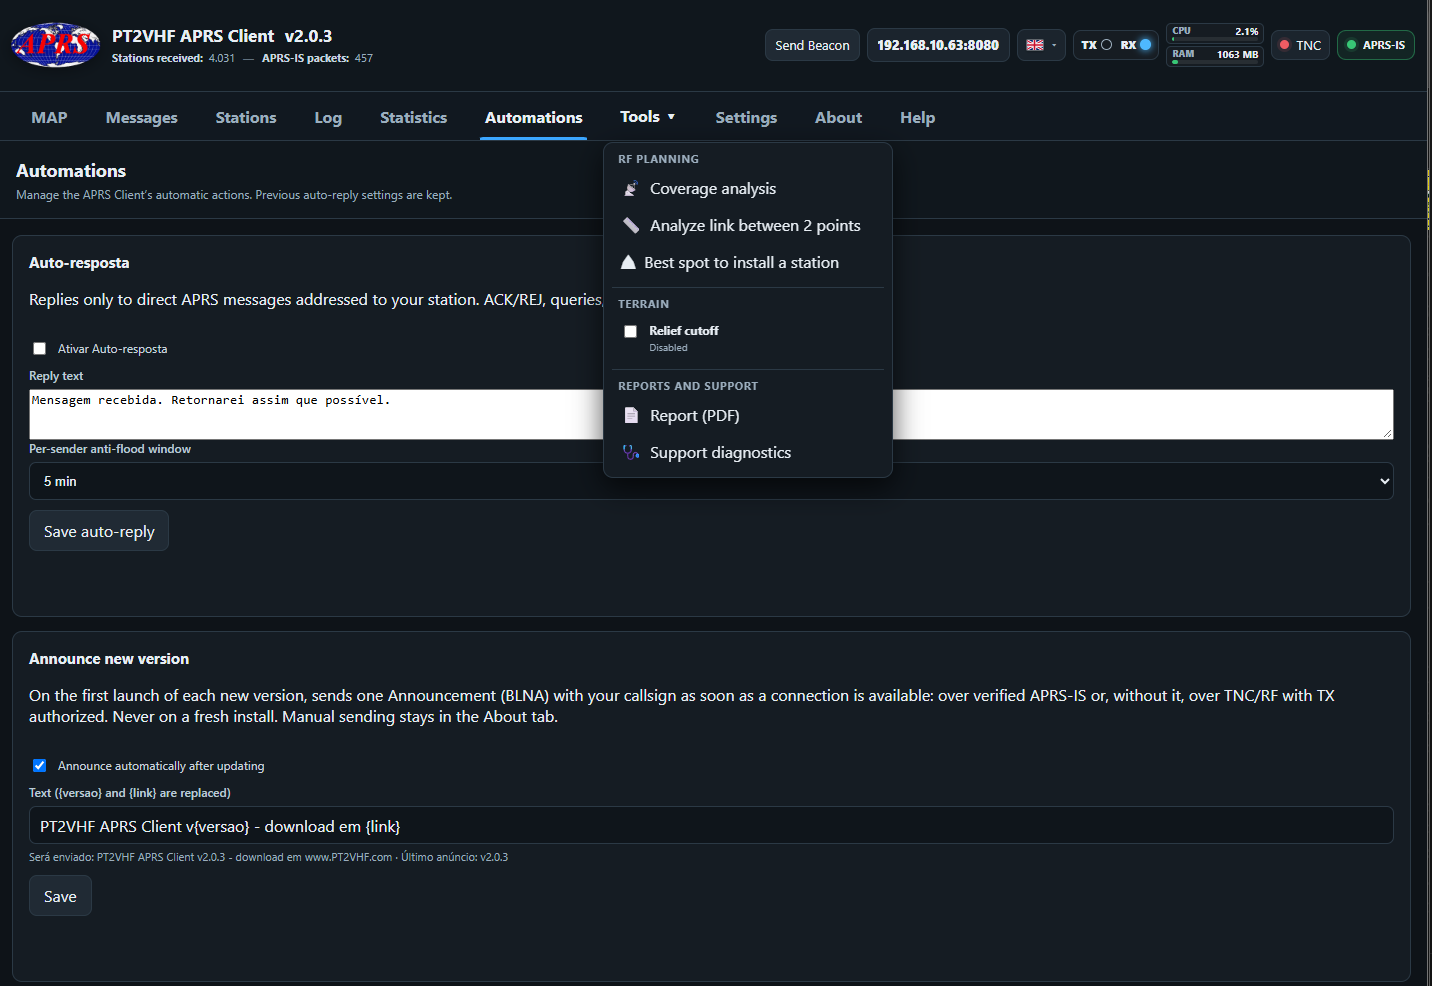 APRS
PT2VHF APRS Client v2.0.3
Stations received: 4.031 — APRS-IS packets: 457
Send Beacon
192.168.10.63:8080
TX RX
CPU 2.1%
RAM 1063 MB
TNC
APRS-IS
MAP Messages Stations Log Statistics Automations Tools ▼ Settings About Help
Automations
Manage the APRS Client's automatic actions. Previous auto-reply settings are kept.
RF PLANNING
Coverage analysis
Analyze link between 2 points
Best spot to install a station
TERRAIN
Relief cutoff
Disabled
REPORTS AND SUPPORT
Report (PDF)
Support diagnostics
Auto-resposta
Replies only to direct APRS messages addressed to your station. ACK/REJ, queries,
Ativar Auto-resposta
Reply text
Mensagem recebida. Retornarei assim que possível.
Per-sender anti-flood window
5 min
Save auto-reply
Announce new version
On the first launch of each new version, sends one Announcement (BLNA) with your callsign as soon as a connection is available: over verified APRS-IS or, without it, over TNC/RF with TX
authorized. Never on a fresh install. Manual sending stays in the About tab.
Announce automatically after updating
Text ({versao} and {link} are replaced)
PT2VHF APRS Client v{versao} - download em {link}
Será enviado: PT2VHF APRS Client v2.0.3 - download em www.PT2VHF.com · Último anúncio: v2.0.3
Save